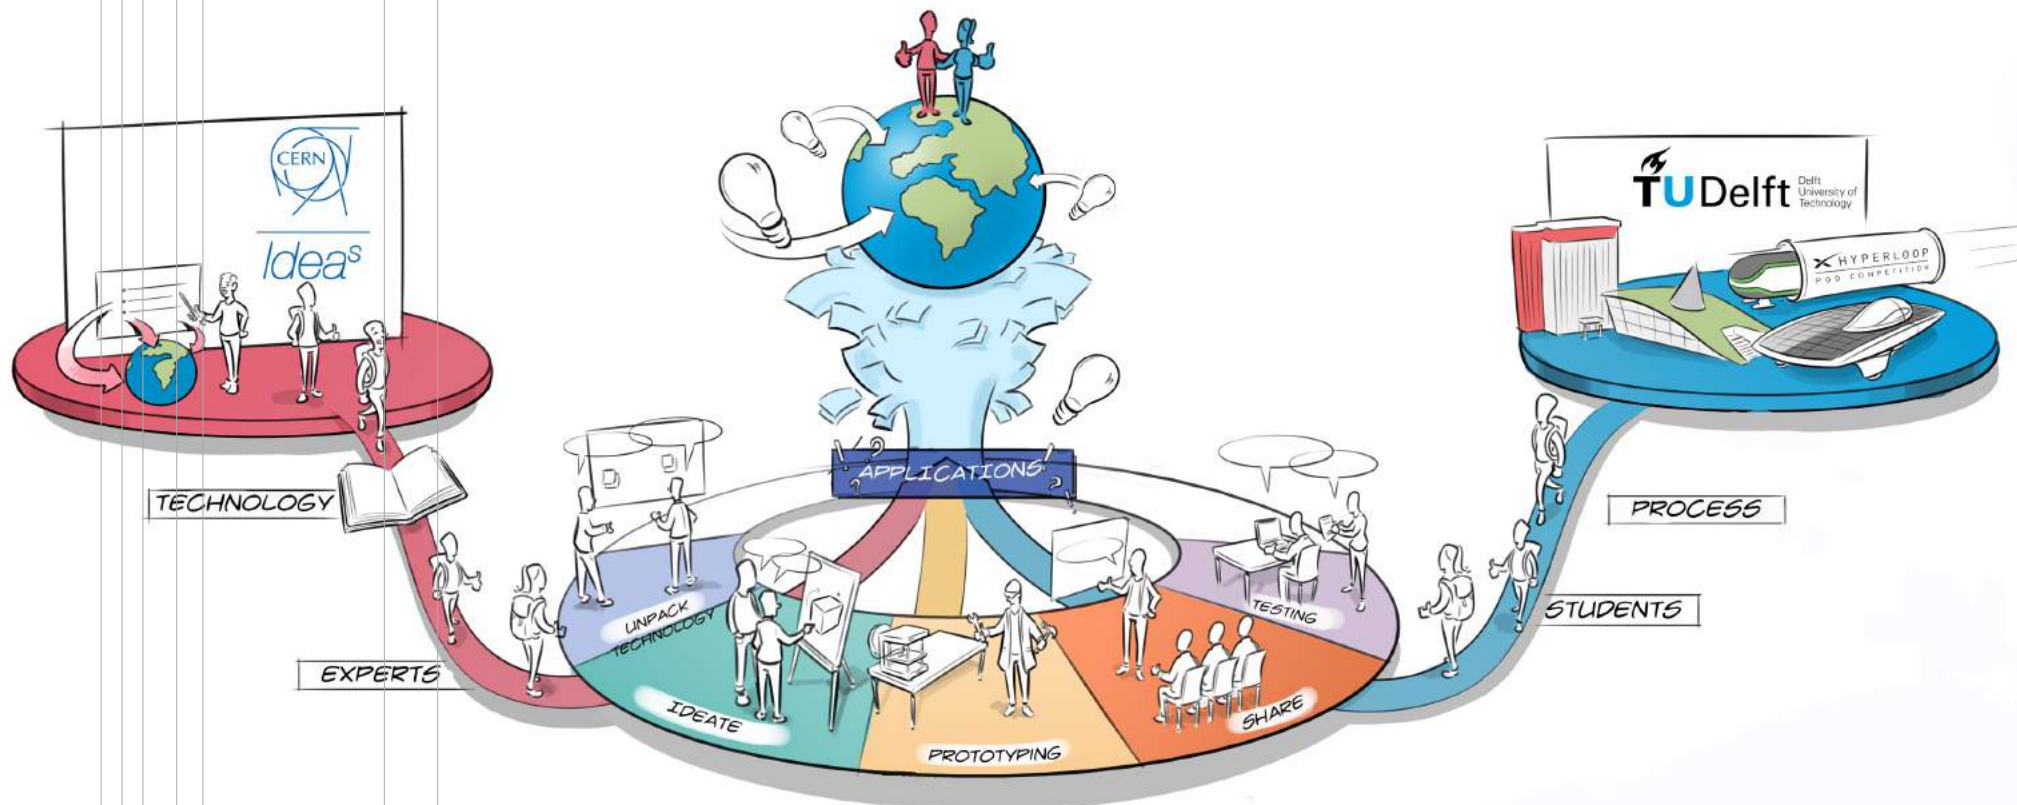 CERN
Ideas
TU Delft
Delft
University of
Technology
HYPERLOOP
POD COMPETITION
APPLICATIONS
TECHNOLOGY
PROCESS
EXPERTS
STUDENTS
UNPACK
TECHNOLOGY
IDEATE
PROTOTYPING
SHARE
TESTING